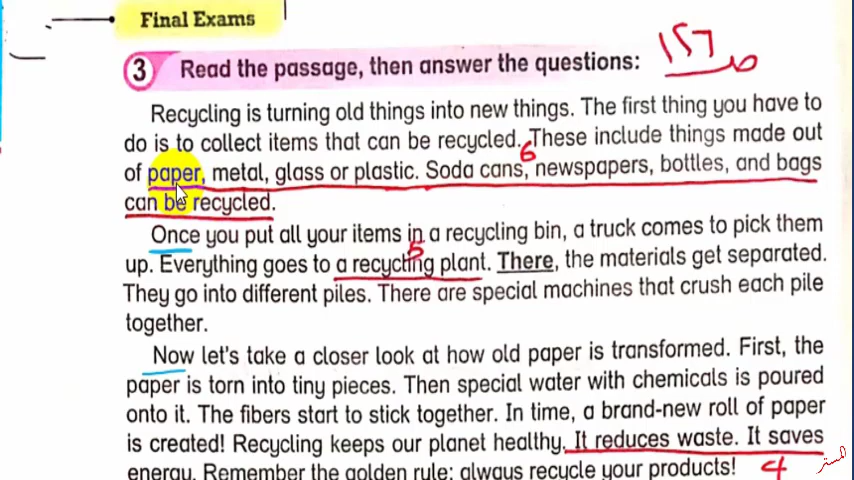 Final Exams
3 Read the passage, then answer the questions: ١٥٦ ص
Recycling is turning old things into new things. The first thing you have to
do is to collect items that can be recycled. These include things made out
6
of paper, metal, glass or plastic. Soda cans, newspapers, bottles, and bags
can be recycled.
Once you put all your items in a recycling bin, a truck comes to pick them
5
up. Everything goes to a recycling plant. There, the materials get separated.
They go into different piles. There are special machines that crush each pile
together.
Now let's take a closer look at how old paper is transformed. First, the
paper is torn into tiny pieces. Then special water with chemicals is poured
onto it. The fibers start to stick together. In time, a brand-new roll of paper
is created! Recycling keeps our planet healthy. It reduces waste. It saves
energy. Remember the golden rule: always recycle your products! 4